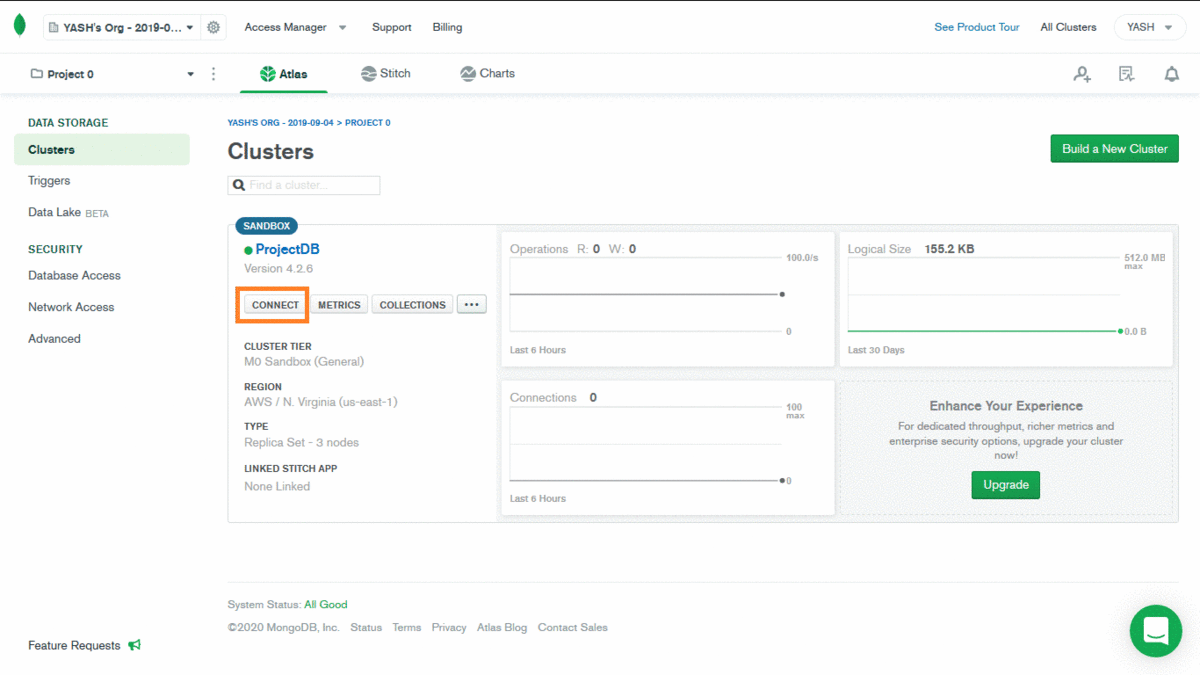 YASH's Org - 2019-0...
Access Manager
Support
Billing
See Product Tour
All Clusters
YASH
Project 0
Atlas
Stitch
Charts
DATA STORAGE
Clusters
Triggers
Data Lake BETA
SECURITY
Database Access
Network Access
Advanced
Feature Requests
YASH'S ORG - 2019-09-04 > PROJECT 0
Clusters
Build a New Cluster
Find a cluster...
SANDBOX
ProjectDB
Version 4.2.6
CONNECT
METRICS
COLLECTIONS
...
CLUSTER TIER
M0 Sandbox (General)
REGION
AWS / N. Virginia (us-east-1)
TYPE
Replica Set - 3 nodes
LINKED STITCH APP
None Linked
Operations R: 0 W: 0
100.0/s
0
Last 6 Hours
Logical Size 155.2 KB
512.0 MB
max
0.0 B
Last 30 Days
Connections 0
100
max
0
Last 6 Hours
Enhance Your Experience
For dedicated throughput, richer metrics and
enterprise security options, upgrade your cluster
now!
Upgrade
System Status: All Good
©2020 MongoDB, Inc. Status Terms Privacy Atlas Blog Contact Sales